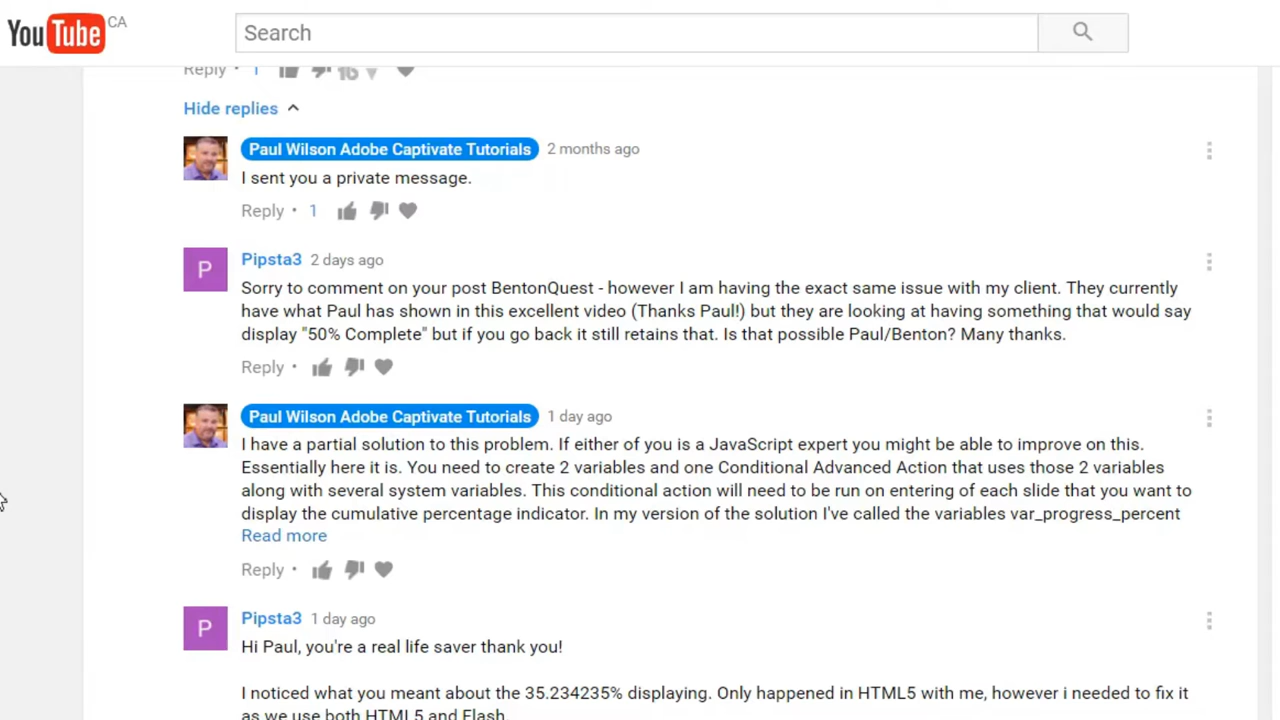 YouTube CA
Search
Reply • 1
Hide replies
Paul Wilson Adobe Captivate Tutorials 2 months ago
I sent you a private message.
Reply • 1
P
Pipsta3 2 days ago
Sorry to comment on your post BentonQuest - however I am having the exact same issue with my client. They currently
have what Paul has shown in this excellent video (Thanks Paul!) but they are looking at having something that would say
display "50% Complete" but if you go back it still retains that. Is that possible Paul/Benton? Many thanks.
Reply •
Paul Wilson Adobe Captivate Tutorials 1 day ago
I have a partial solution to this problem. If either of you is a JavaScript expert you might be able to improve on this.
Essentially here it is. You need to create 2 variables and one Conditional Advanced Action that uses those 2 variables
along with several system variables. This conditional action will need to be run on entering of each slide that you want to
display the cumulative percentage indicator. In my version of the solution I've called the variables var_progress_percent
Read more
Reply •
P
Pipsta3 1 day ago
Hi Paul, you're a real life saver thank you!
I noticed what you meant about the 35.234235% displaying. Only happened in HTML5 with me, however i needed to fix it
as we use both HTML5 and Flash.